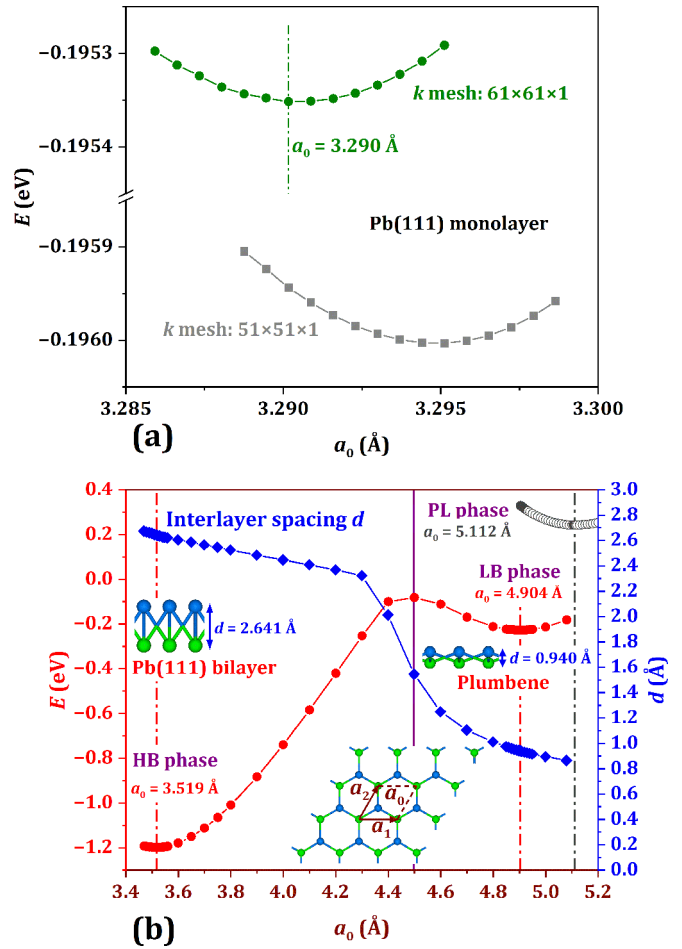 −0.1953
−0.1954
−0.1959
−0.1960
E (eV)
k mesh: 61×61×1
a₀ = 3.290 Å
Pb(111) monolayer
k mesh: 51×51×1
3.285
3.290
3.295
3.300
(a)
a₀ (Å)
0.4
0.2
0.0
−0.2
−0.4
−0.6
−0.8
−1.0
−1.2
E (eV)
Interlayer spacing d
PL phase
a₀ = 5.112 Å
LB phase
a₀ = 4.904 Å
d = 2.641 Å
Pb(111) bilayer
d = 0.940 Å
Plumbene
HB phase
a₀ = 3.519 Å
a₂
a₀
a₁
3.0
2.8
2.6
2.4
2.2
2.0
1.8
1.6
1.4
1.2
1.0
0.8
0.6
0.4
0.2
0.0
d (Å)
3.4
3.6
3.8
4.0
4.2
4.4
4.6
4.8
5.0
5.2
(b)
a₀ (Å)